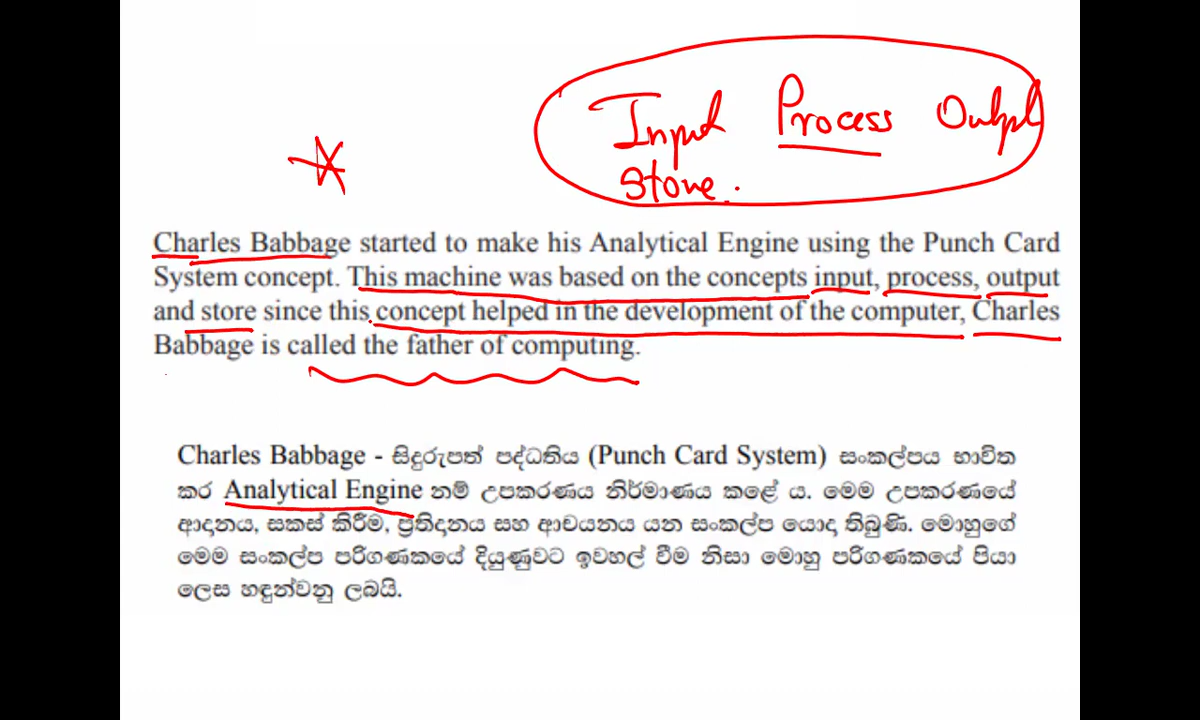 Input Process Output
Store.
Charles Babbage started to make his Analytical Engine using the Punch Card
System concept. This machine was based on the concepts input, process, output
and store since this concept helped in the development of the computer, Charles
Babbage is called the father of computing.
Charles Babbage - සිදුරුපත් පද්ධතිය (Punch Card System) සංකල්පය භාවිත
කර Analytical Engine නම් උපකරණය නිර්මාණය කළේ ය. මෙම උපකරණයේ
ආදානය, සකස් කිරීම, ප්‍රතිදානය සහ ආචයනය යන සංකල්ප යොදා තිබුණි. මොහුගේ
මෙම සංකල්ප පරිගණකයේ දියුණුවට ඉවහල් වීම නිසා මොහු පරිගණකයේ පියා
ලෙස හඳුන්වනු ලබයි.